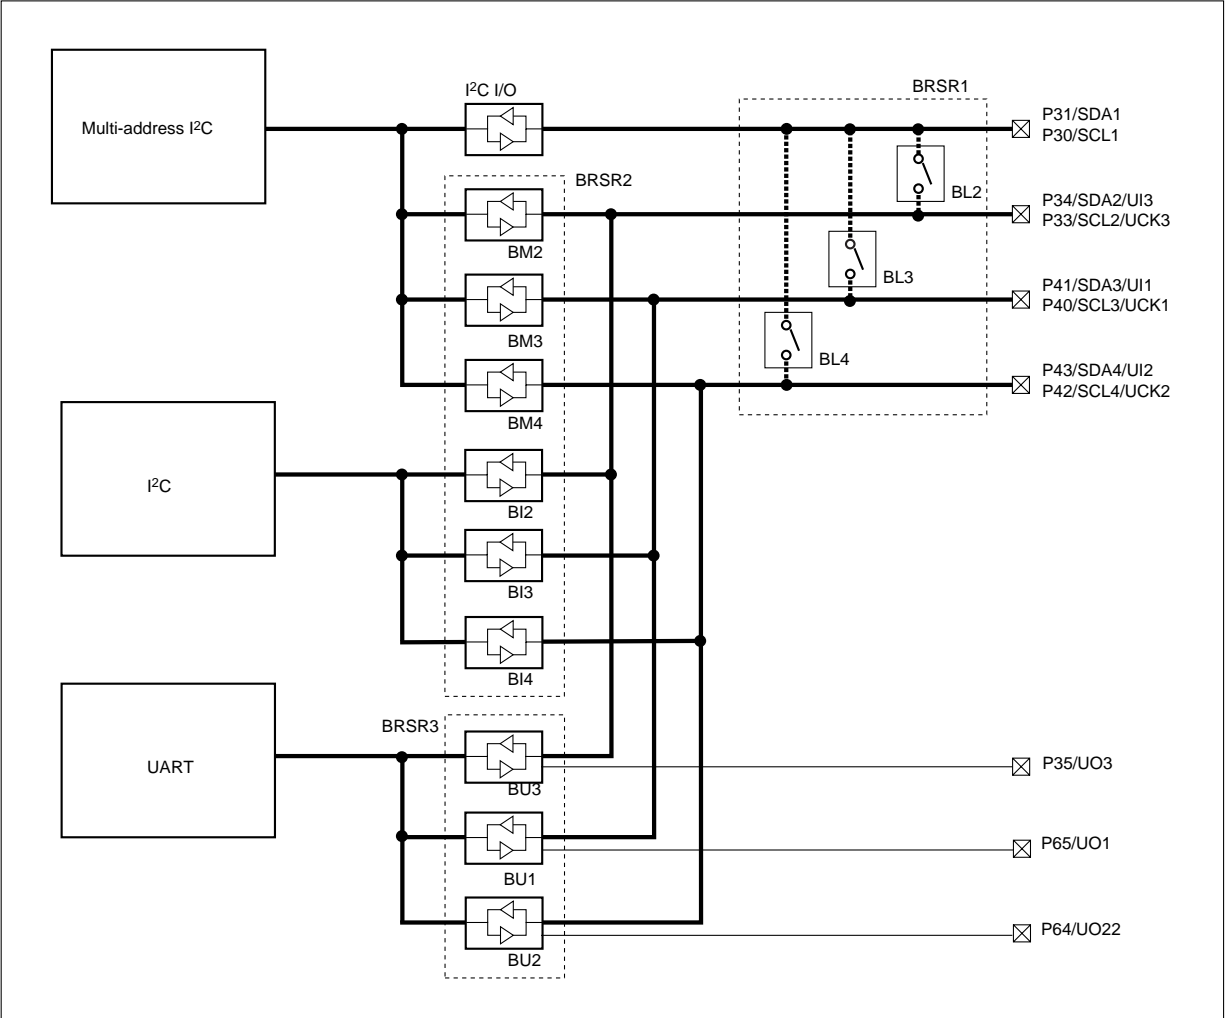 I²C I/O
BRSR1
Multi-address I²C
P31/SDA1
P30/SCL1
BRSR2
BL2
P34/SDA2/UI3
P33/SCL2/UCK3
BM2
BL3
P41/SDA3/UI1
P40/SCL3/UCK1
BM3
BL4
P43/SDA4/UI2
P42/SCL4/UCK2
BM4
I²C
BI2
BI3
BI4
BRSR3
UART
P35/UO3
BU3
P65/UO1
BU1
P64/UO22
BU2